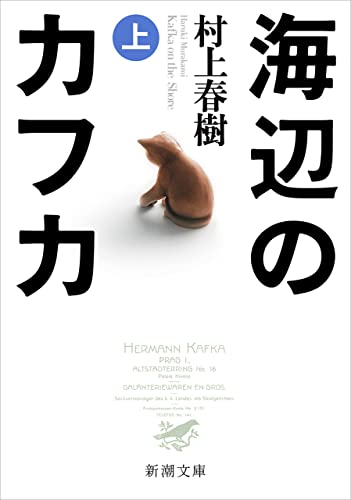 海辺の
カフカ
上
村上春樹
Haruki Murakami
Kafka on the Shore
HERMANN KAFKA
PRAG I.,
ALTSTÄDTERRING No. 16
GALANTERIEWAREN EN GROS.
新潮文庫